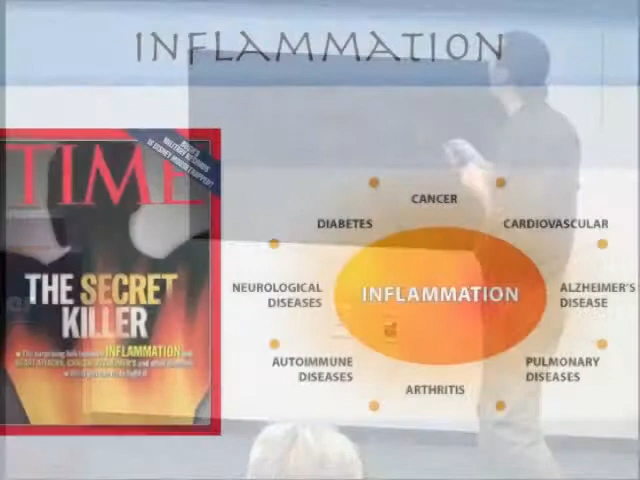 INFLAMMATION
TIME
THE SECRET
KILLER
INFLAMMATION
CANCER
DIABETES
CARDIOVASCULAR
NEUROLOGICAL
DISEASES
INFLAMMATION
ALZHEIMER'S
DISEASE
AUTOIMMUNE
DISEASES
PULMONARY
DISEASES
ARTHRITIS